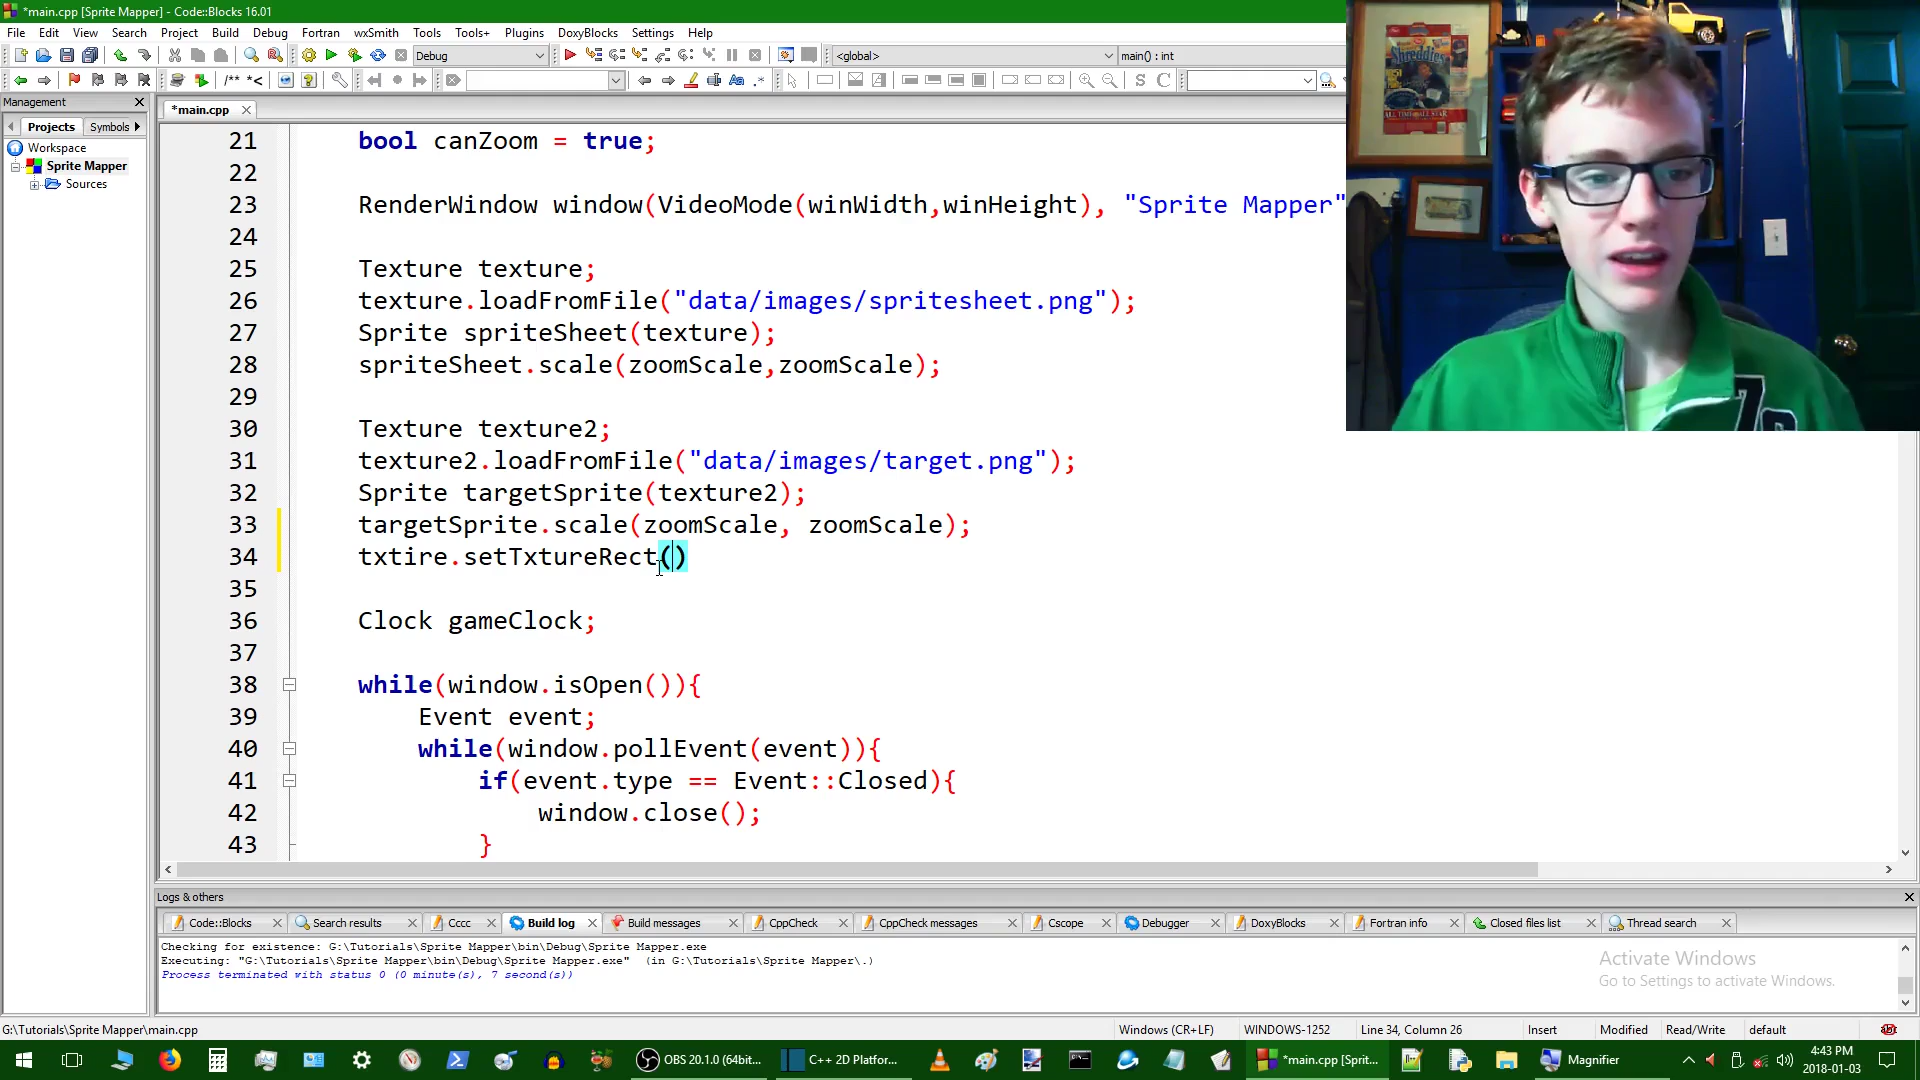 *main.cpp [Sprite Mapper] - Code::Blocks 16.01
File Edit View Search Project Build Debug Fortran wxSmith Tools Tools+ Plugins DoxyBlocks Settings Help
Debug <global> main() : int
/** *<
Aa .* S C
Management
Projects Symbols
*main.cpp
Workspace
Sprite Mapper
Sources
21 bool canZoom = true;
22
23 RenderWindow window(VideoMode(winWidth,winHeight), "Sprite Mapper"
24
25 Texture texture;
26 texture.loadFromFile("data/images/spritesheet.png");
27 Sprite spriteSheet(texture);
28 spriteSheet.scale(zoomScale,zoomScale);
29
30 Texture texture2;
31 texture2.loadFromFile("data/images/target.png");
32 Sprite targetSprite(texture2);
33 targetSprite.scale(zoomScale, zoomScale);
34 txtire.setTxtureRect()
35
36 Clock gameClock;
37
38 while(window.isOpen()){
39 Event event;
40 while(window.pollEvent(event)){
41 if(event.type == Event::Closed){
42 window.close();
43 }
Shreddies
ALL TIME ALL STAR
Logs & others
Code::Blocks Search results Cccc Build log Build messages CppCheck CppCheck messages Cscope Debugger DoxyBlocks Fortran info Closed files list Thread search
Checking for existence: G:\Tutorials\Sprite Mapper\bin\Debug\Sprite Mapper.exe
Executing: "G:\Tutorials\Sprite Mapper\bin\Debug\Sprite Mapper.exe" (in G:\Tutorials\Sprite Mapper\.)
Process terminated with status 0 (0 minute(s), 7 second(s))
Activate Windows
Go to Settings to activate Windows.
G:\Tutorials\Sprite Mapper\main.cpp Windows (CR+LF) WINDOWS-1252 Line 34, Column 26 Insert Modified Read/Write default
OBS 20.1.0 (64bit... C++ 2D Platfor... *main.cpp [Sprit... Magnifier 4:43 PM
2018-01-03